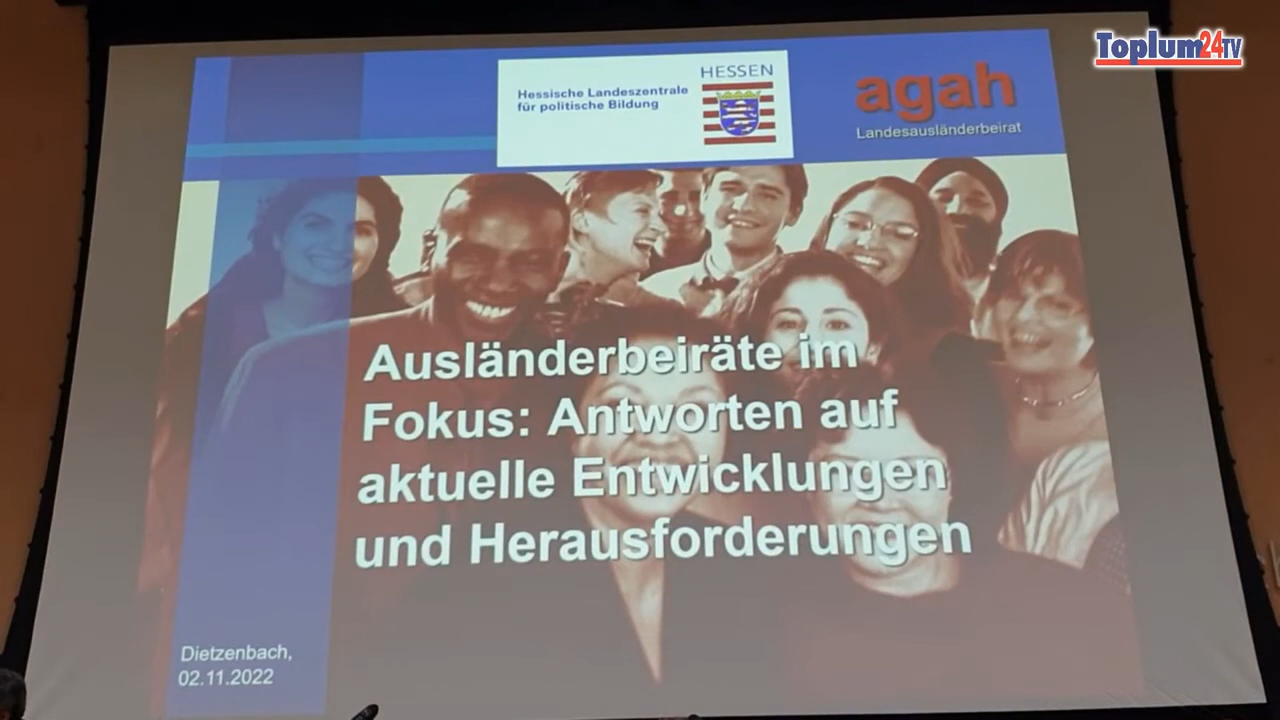 Toplum24TV
HESSEN
Hessische Landeszentrale
für politische Bildung
agah
Landesausländerbeirat
Ausländerbeiräte im
Fokus: Antworten auf
aktuelle Entwicklungen
und Herausforderungen
Dietzenbach,
02.11.2022